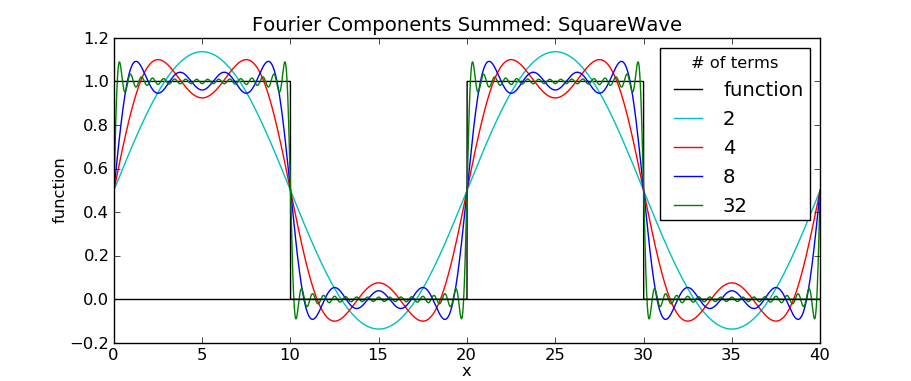 Fourier Components Summed: SquareWave
1.2
1.0
0.8
0.6
0.4
0.2
0.0
−0.2
function
# of terms
function
2
4
8
32
0 5 10 15 20 25 30 35 40
x